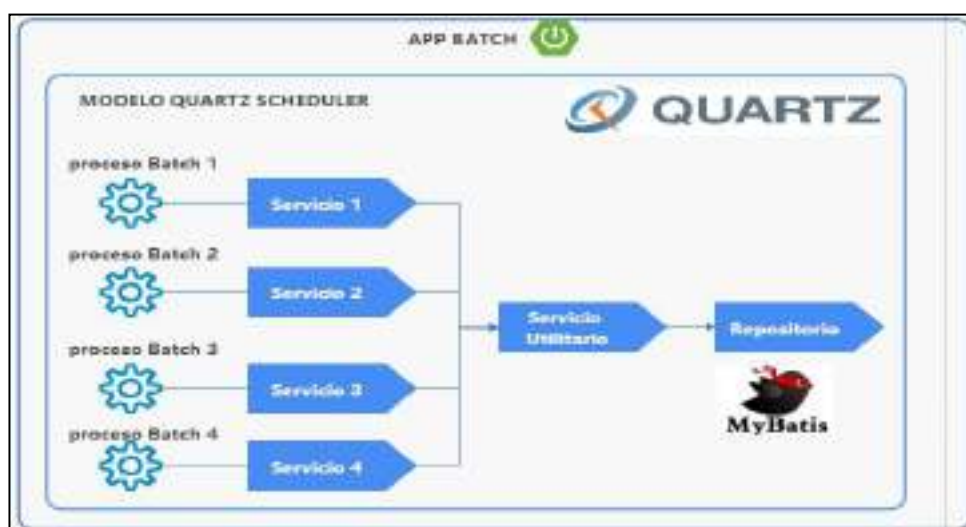 APP BATCH
MODELO QUARTZ SCHEDULER
QUARTZ
proceso Batch 1
Servicio 1
proceso Batch 2
Servicio 2
Servicio
Utilitario
Repositorio
proceso Batch 3
Servicio 3
MyBatis
proceso Batch 4
Servicio 4